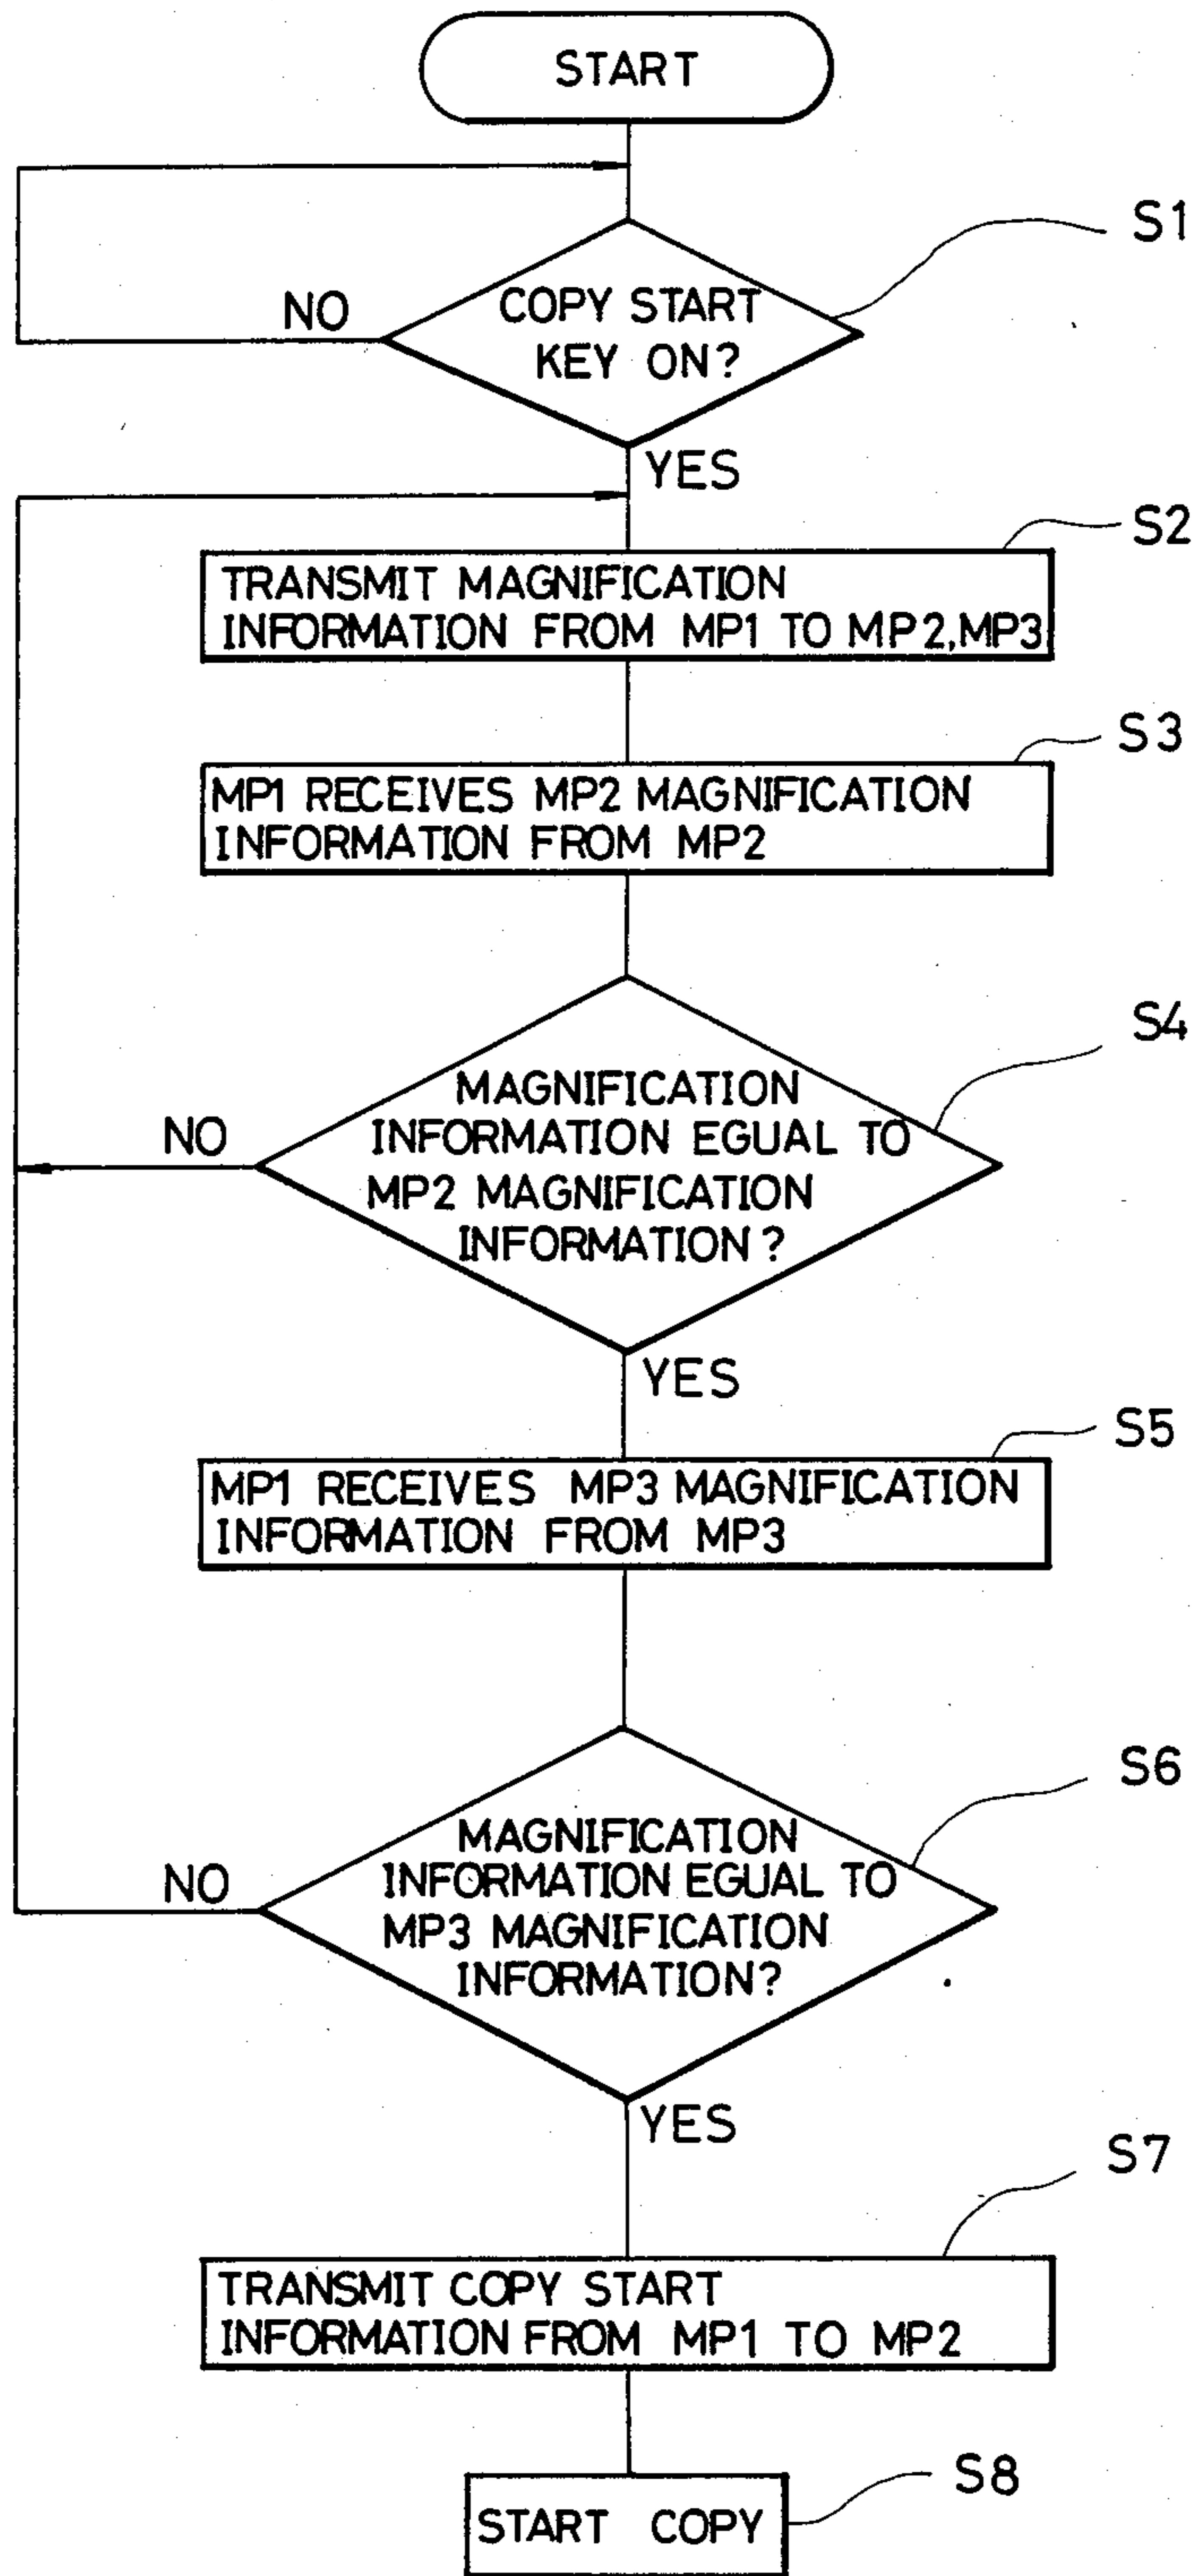 START
S1
COPY START
KEY ON?
NO
YES
S2
TRANSMIT MAGNIFICATION
INFORMATION FROM MP1 TO MP2,MP3
S3
MP1 RECEIVES MP2 MAGNIFICATION
INFORMATION FROM MP2
S4
MAGNIFICATION
INFORMATION EGUAL TO
MP2 MAGNIFICATION
INFORMATION?
NO
YES
S5
MP1 RECEIVES MP3 MAGNIFICATION
INFORMATION FROM MP3
S6
MAGNIFICATION
INFORMATION EGUAL TO
MP3 MAGNIFICATION
INFORMATION?
NO
YES
S7
TRANSMIT COPY START
INFORMATION FROM MP1 TO MP2
S8
START COPY